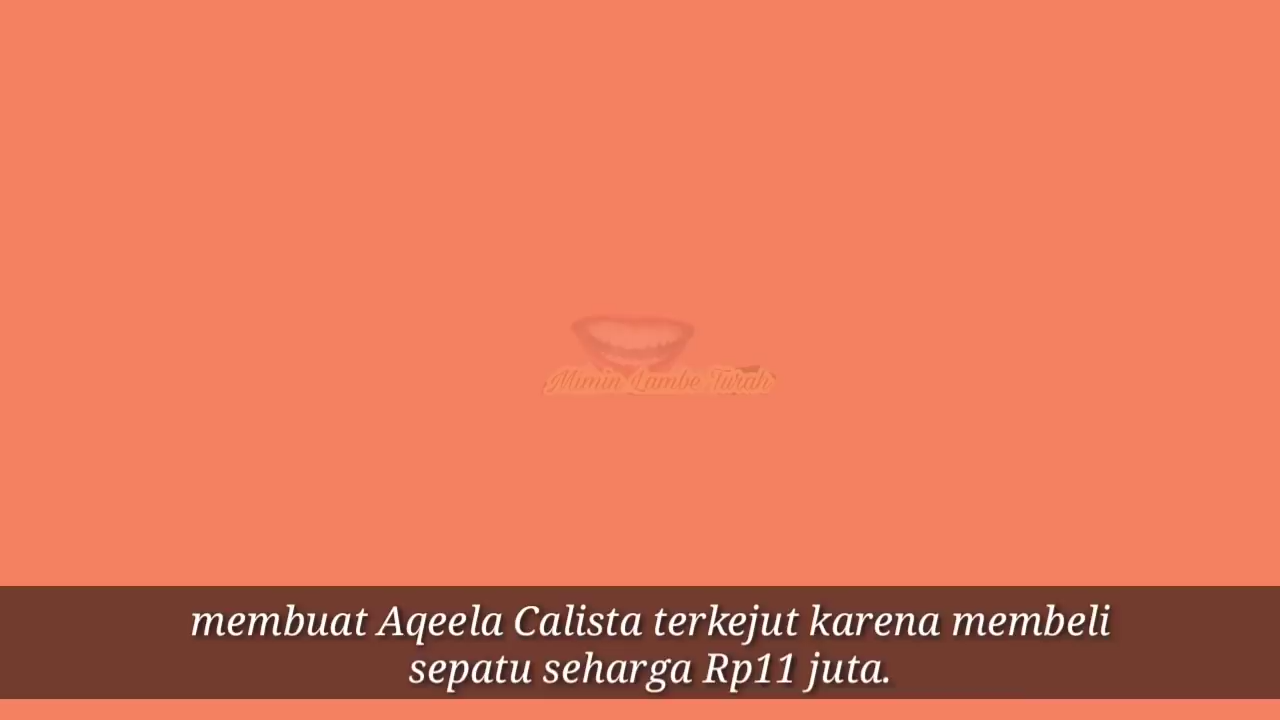 Mimin Lambe Turah
membuat Aqeela Calista terkejut karena membeli
sepatu seharga Rp11 juta.